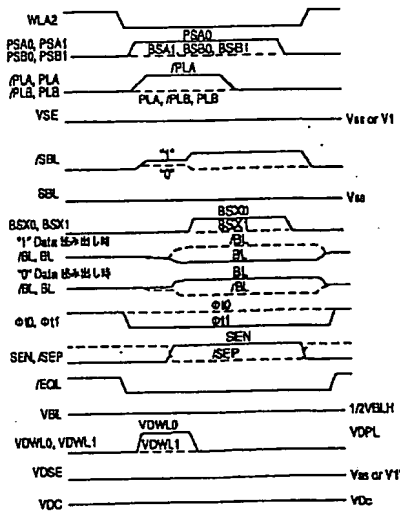 WLA2
PSA0
PSA0, PSA1
BSA1, BSB0, BSB1
PSB0, PSB1
/PLA
/PLA, PLA
/PLB, PLB
PLA, /PLB, PLB
VSE
Vss or V1
/SBL
"1"
"0"
SBL
Vss
BSX0
BSX0, BSX1
BSX1
"1" Data 読み出し時
/BL
/BL, BL
BL
"0" Data 読み出し時
BL
/BL, BL
/BL
Φt0
Φt0, Φt1
Φt1
SEN
SEN, /SEP
/SEP
/EQL
VBL
1/2VBLH
VDWL0
VDPL
VDWL0, VDWL1
VDWL1
VDSE
Vss or V1'
VDC
VDc